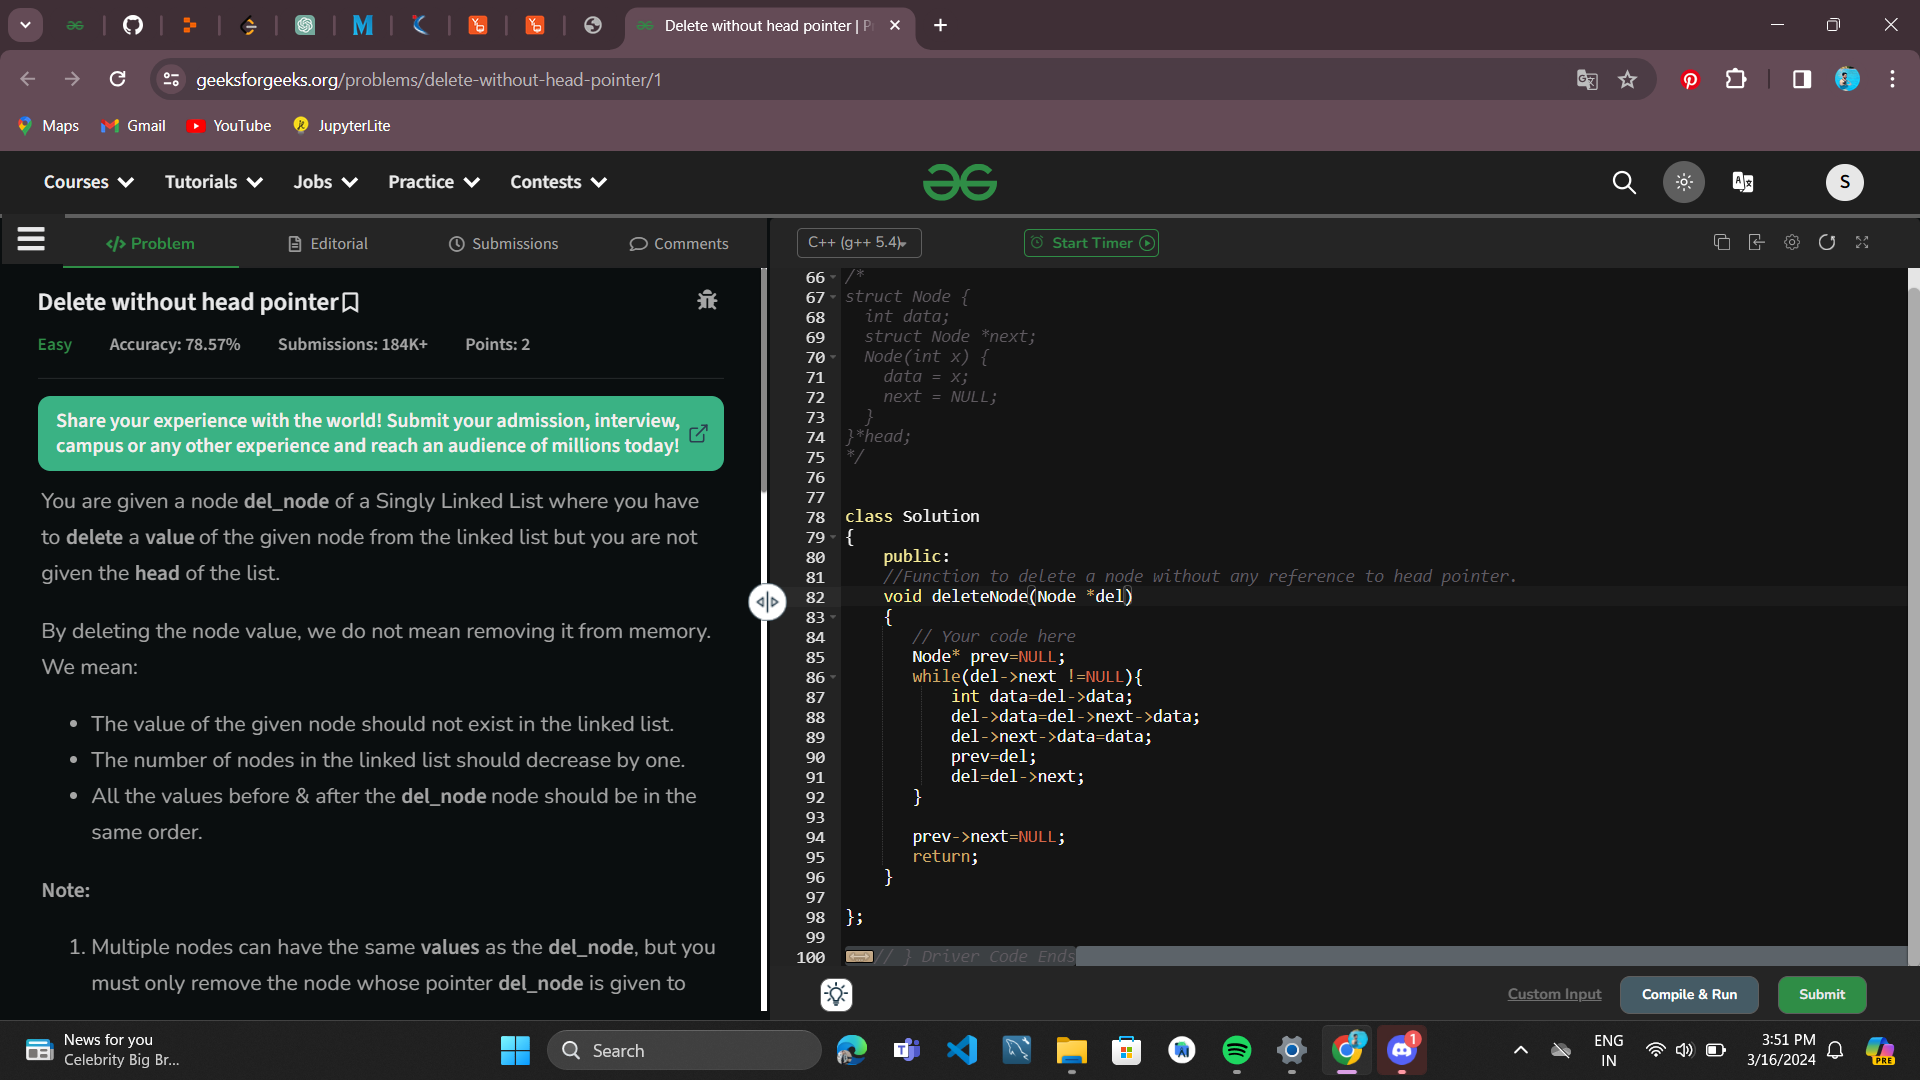 Delete without head pointer | P
geeksforgeeks.org/problems/delete-without-head-pointer/1
Maps Gmail YouTube JupyterLite
Courses Tutorials Jobs Practice Contests
S
Problem Editorial Submissions Comments
C++ (g++ 5.4) Start Timer
Delete without head pointer
Easy Accuracy: 78.57% Submissions: 184K+ Points: 2
Share your experience with the world! Submit your admission, interview,
campus or any other experience and reach an audience of millions today!
You are given a node del_node of a Singly Linked List where you have
to delete a value of the given node from the linked list but you are not
given the head of the list.
By deleting the node value, we do not mean removing it from memory.
We mean:
• The value of the given node should not exist in the linked list.
• The number of nodes in the linked list should decrease by one.
• All the values before & after the del_node node should be in the
same order.
Note:
1. Multiple nodes can have the same values as the del_node, but you
must only remove the node whose pointer del_node is given to
66 /*
67 struct Node {
68 int data;
69 struct Node *next;
70 Node(int x) {
71 data = x;
72 next = NULL;
73 }
74 }*head;
75 */
76
77
78 class Solution
79 {
80 public:
81 //Function to delete a node without any reference to head pointer.
82 void deleteNode(Node *del)
83 {
84 // Your code here
85 Node* prev=NULL;
86 while(del->next !=NULL){
87 int data=del->data;
88 del->data=del->next->data;
89 del->next->data=data;
90 prev=del;
91 del=del->next;
92 }
93
94 prev->next=NULL;
95 return;
96 }
97
98 };
99
100 // } Driver Code Ends
Custom Input Compile & Run Submit
News for you
Celebrity Big Br...
Search
1
ENG
IN
3:51 PM
3/16/2024
PRE